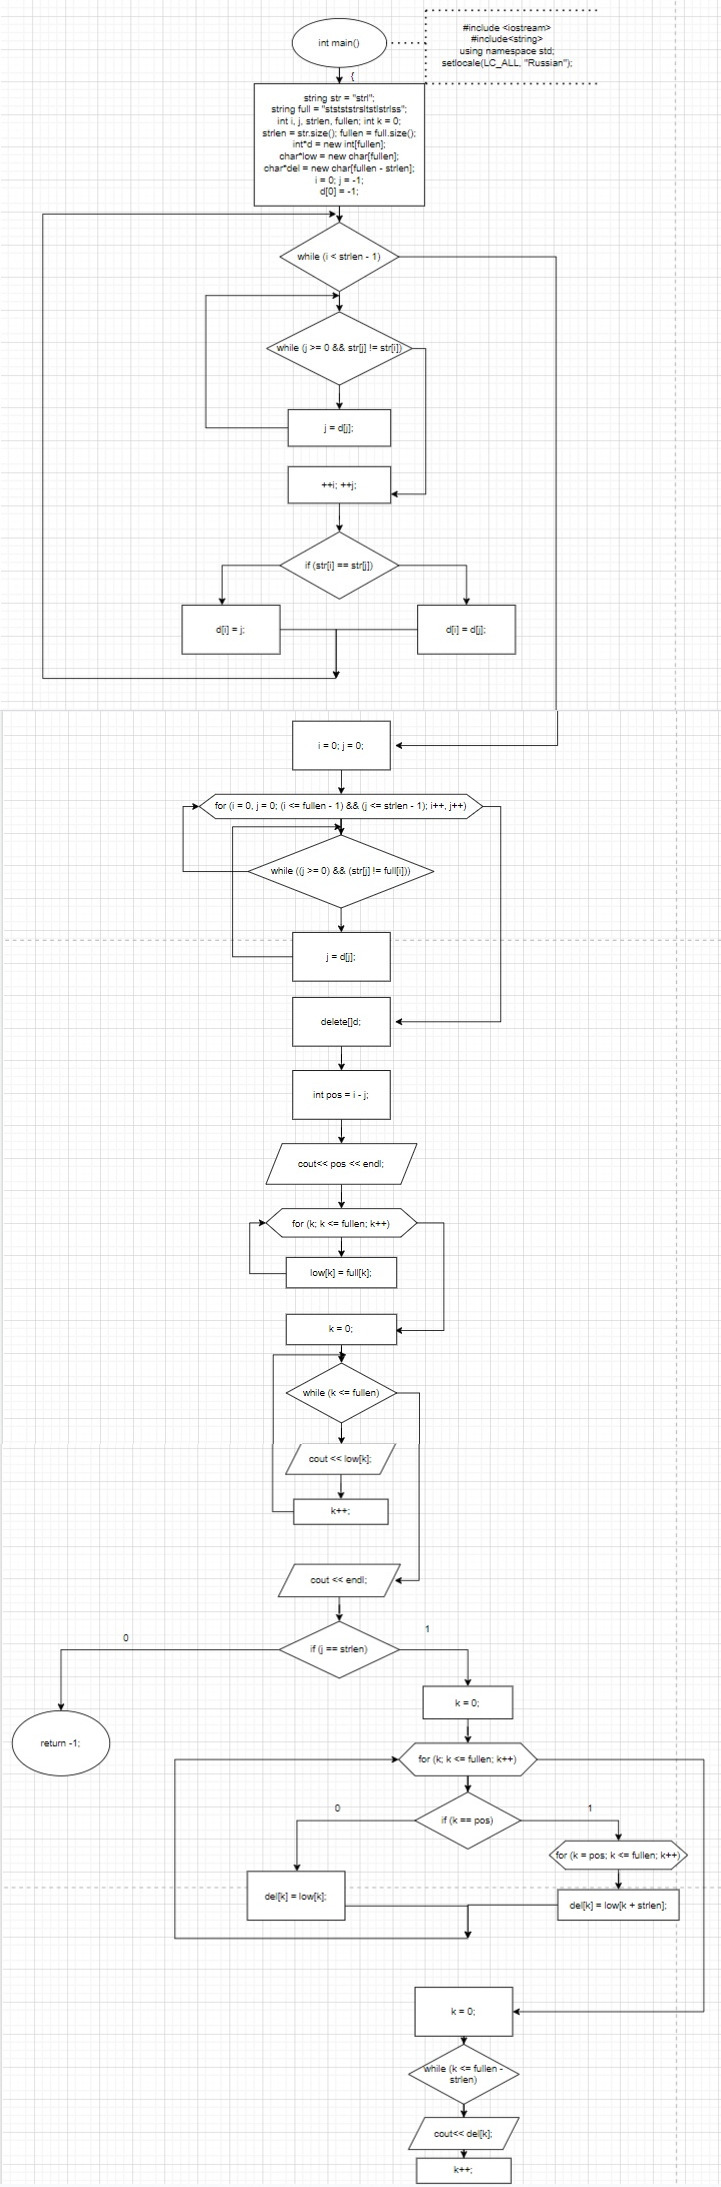 int main()
#include <iostream>
#include<string>
using namespace std;
setlocale(LC_ALL, "Russian");
{
string str = "strl";
string full = "ststststrsltstlstrlss";
int i, j, strlen, fullen; int k = 0;
strlen = str.size(); fullen = full.size();
int*d = new int[fullen];
char*low = new char[fullen];
char*del = new char[fullen - strlen];
i = 0; j = -1;
d[0] = -1;
while (i < strlen - 1)
while (j >= 0 && str[j] != str[i])
j = d[j];
++i; ++j;
if (str[i] == str[j])
d[i] = j;
d[i] = d[j];
i = 0; j = 0;
for (i = 0, j = 0; (i <= fullen - 1) && (j <= strlen - 1); i++, j++)
while ((j >= 0) && (str[j] != full[i]))
j = d[j];
delete[]d;
int pos = i - j;
cout<< pos << endl;
for (k; k <= fullen; k++)
low[k] = full[k];
k = 0;
while (k <= fullen)
cout << low[k];
k++;
cout << endl;
if (j == strlen)
0
1
return -1;
k = 0;
for (k; k <= fullen; k++)
if (k == pos)
0
1
for (k = pos; k <= fullen; k++)
del[k] = low[k];
del[k] = low[k + strlen];
k = 0;
while (k <= fullen -
strlen)
cout<< del[k];
k++;